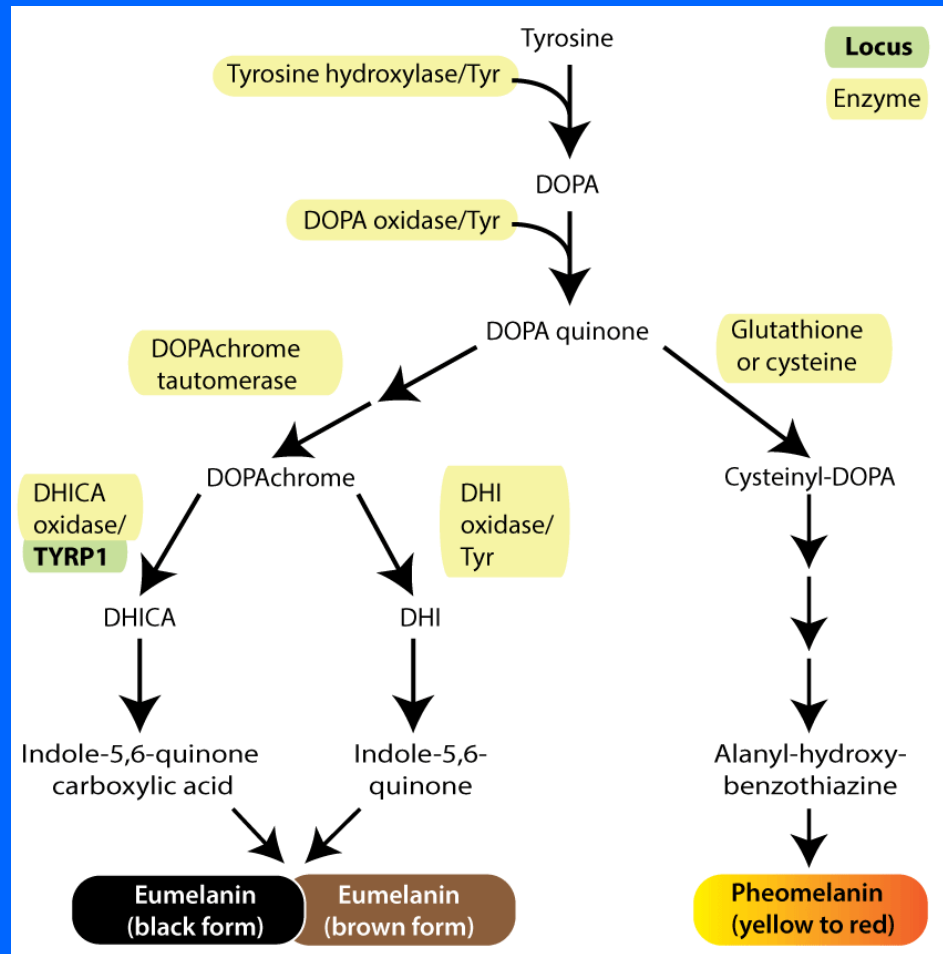 Tyrosine
Locus
Tyrosine hydroxylase/Tyr
Enzyme
DOPA
DOPA oxidase/Tyr
DOPA quinone
DOPAchrome
tautomerase
Glutathione
or cysteine
DOPAchrome
Cysteinyl-DOPA
DHICA
oxidase/
TYRP1
DHI
oxidase/
Tyr
DHICA
DHI
Indole-5,6-quinone
carboxylic acid
Indole-5,6-
quinone
Alanyl-hydroxy-
benzothiazine
Eumelanin
(black form)
Eumelanin
(brown form)
Pheomelanin
(yellow to red)